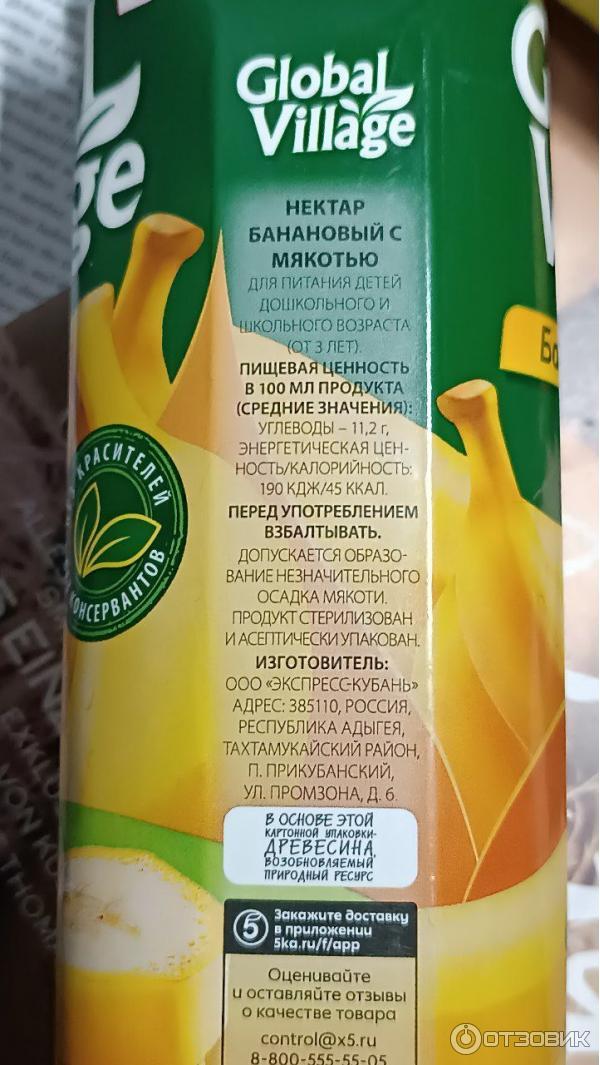 Global
Village
НЕКТАР
БАНАНОВЫЙ С
МЯКОТЬЮ
ДЛЯ ПИТАНИЯ ДЕТЕЙ
ДОШКОЛЬНОГО И
ШКОЛЬНОГО ВОЗРАСТА
(ОТ 3 ЛЕТ).
ПИЩЕВАЯ ЦЕННОСТЬ
В 100 МЛ ПРОДУКТА
(СРЕДНИЕ ЗНАЧЕНИЯ):
УГЛЕВОДЫ – 11,2 г,
ЭНЕРГЕТИЧЕСКАЯ ЦЕН-
НОСТЬ/КАЛОРИЙНОСТЬ:
190 КДЖ/45 ККАЛ.
ПЕРЕД УПОТРЕБЛЕНИЕМ
ВЗБАЛТЫВАТЬ.
ДОПУСКАЕТСЯ ОБРАЗО-
ВАНИЕ НЕЗНАЧИТЕЛЬНОГО
ОСАДКА МЯКОТИ.
ПРОДУКТ СТЕРИЛИЗОВАН
И АСЕПТИЧЕСКИ УПАКОВАН.
ИЗГОТОВИТЕЛЬ:
ООО «ЭКСПРЕСС-КУБАНЬ»
АДРЕС: 385110, РОССИЯ,
РЕСПУБЛИКА АДЫГЕЯ,
ТАХТАМУКАЙСКИЙ РАЙОН,
П. ПРИКУБАНСКИЙ,
УЛ. ПРОМЗОНА, Д. 6.
В ОСНОВЕ ЭТОЙ
КАРТОННОЙ УПАКОВКИ-
ДРЕВЕСИНА,
ВОЗОБНОВЛЯЕМЫЙ
ПРИРОДНЫЙ РЕСУРС
5 Закажите доставку
в приложении
5ka.ru/f/app
Оценивайте
и оставляйте отзывы
о качестве товара
control@x5.ru
8-800-555-55-05
КРАСИТЕЛЕЙ
КОНСЕРВАНТОВ
ОТЗОВИК